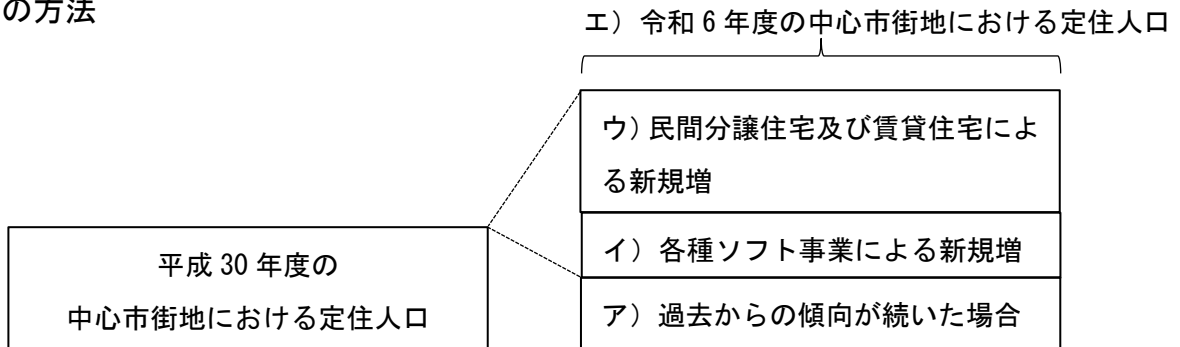 の方法
エ）令和6年度の中心市街地における定住人口
ウ）民間分譲住宅及び賃貸住宅によ
る新規増
イ）各種ソフト事業による新規増
平成30年度の
中心市街地における定住人口
ア）過去からの傾向が続いた場合